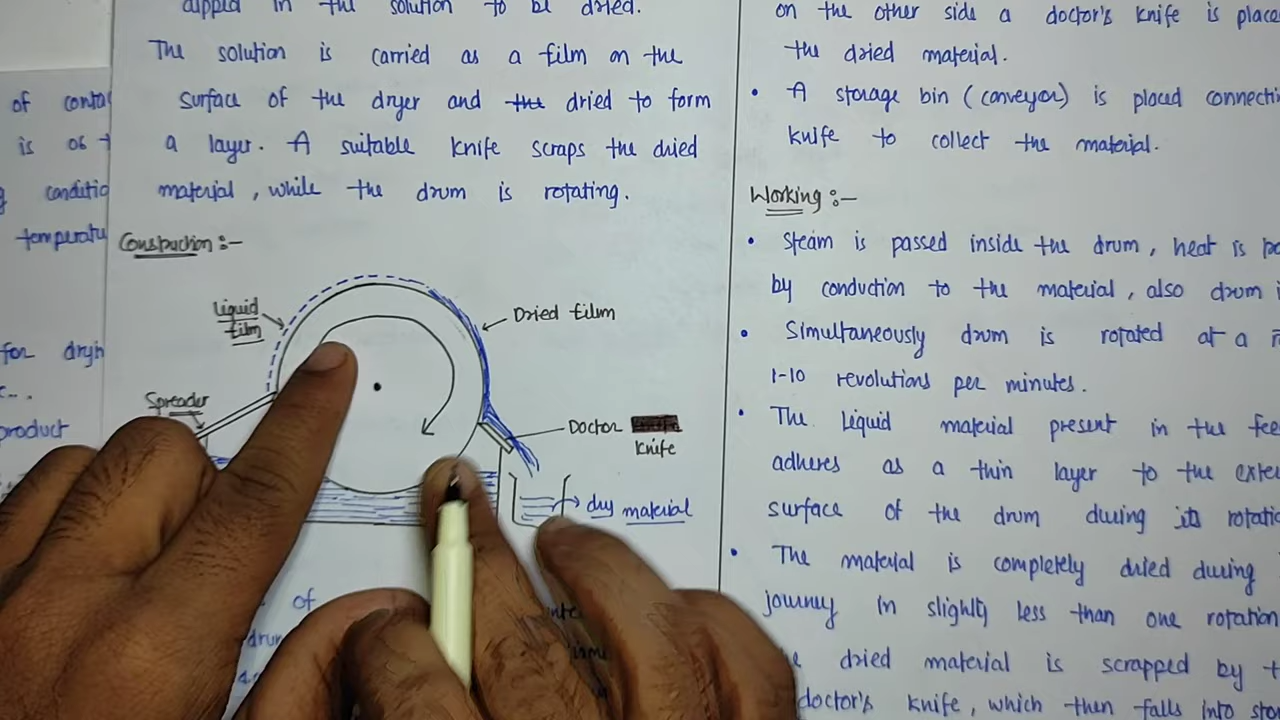 dipped in the solution to be dried.
The solution is carried as a film on the
surface of the dryer and the dried to form
a layer. A suitable knife scraps the dried
material, while the drum is rotating.
Construction :-
Liquid
film
Dried film
Spreader
Doctor
Knife
dry material
of
of
is
temperatu
for
product
on the other side a doctor's knife is place
the dried material.
• A storage bin (conveyor) is placed connecti
knife to collect the material.
Working :-
• Steam is passed inside the drum, heat is
by conduction to the material, also drum i
• Simultaneously drum is rotated at a
1-10 revolutions per minutes.
• The Liquid material present in the fee
adheres as a thin layer to the exte
surface of the drum during its rotatio
• The material is completely dried during
journey in slightly less than one rotation
dried material is scrapped by t
doctor's knife, which then falls into sto